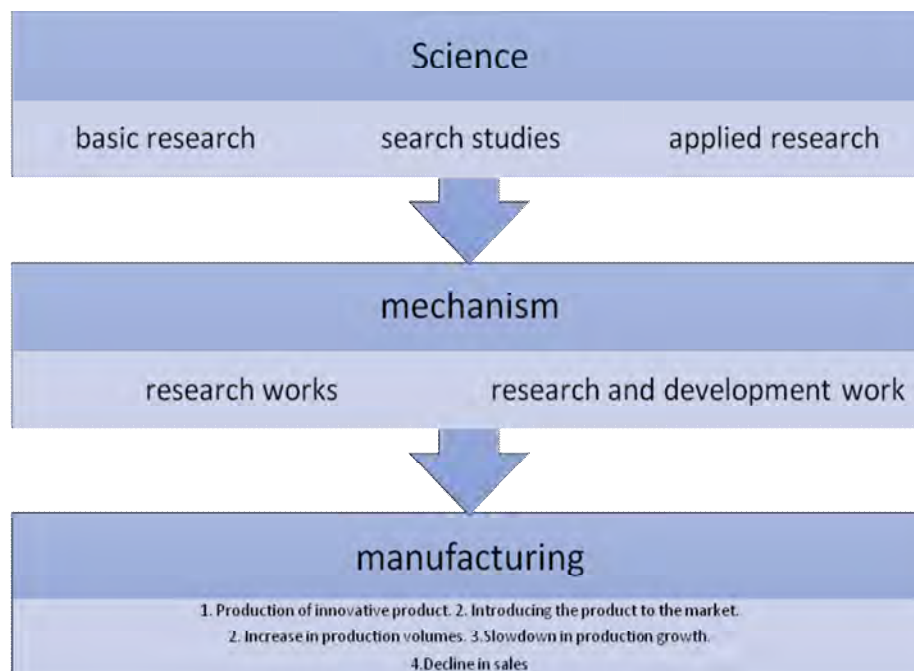 Science
basic research search studies applied research
mechanism
research works research and development work
manufacturing
1. Production of innovative product. 2. Introducing the product to the market.
2. Increase in production volumes. 3.Slowdown in production growth.
4.Decline in sales